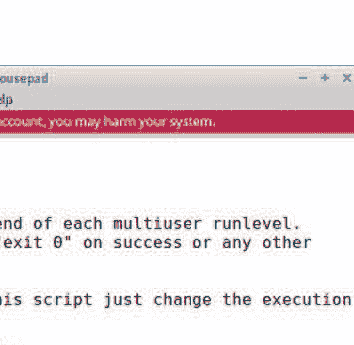 ousepad
elp
account, you may harm your system.
end of each multiuser runlevel.
"exit 0" on success or any other
his script just change the execution